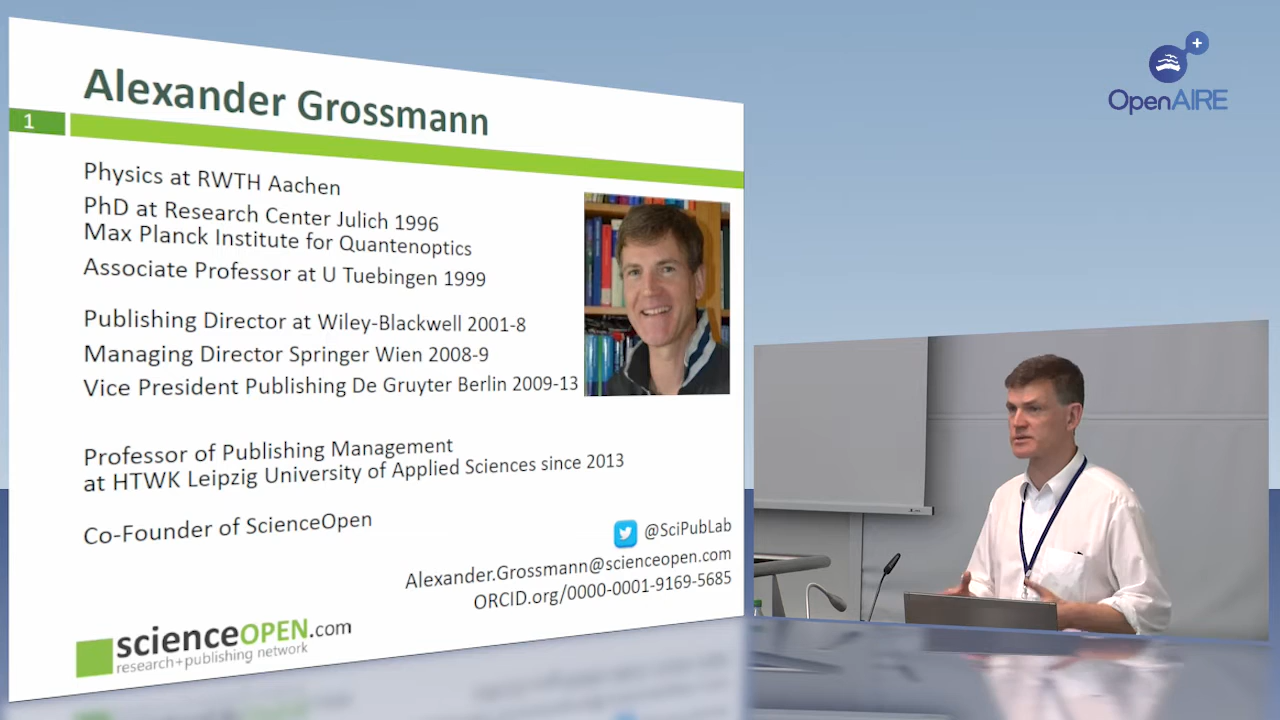 Alexander Grossmann
1
Physics at RWTH Aachen
PhD at Research Center Julich 1996
Max Planck Institute for Quantenoptics
Associate Professor at U Tuebingen 1999
Publishing Director at Wiley-Blackwell 2001-8
Managing Director Springer Wien 2008-9
Vice President Publishing De Gruyter Berlin 2009-13
Professor of Publishing Management
at HTWK Leipzig University of Applied Sciences since 2013
Co-Founder of ScienceOpen
@SciPubLab
Alexander.Grossmann@scienceopen.com
ORCID.org/0000-0001-9169-5685
scienceOPEN.com
research+publishing network
OpenAIRE